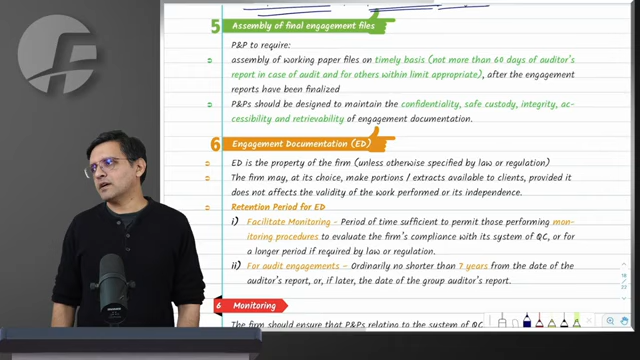 5 Assembly of final engagement files
P&P to require:
assembly of working paper files on timely basis (not more than 60 days of auditor's
report in case of audit and for others within limit appropriate), after the engagement
reports have been finalized
P&Ps should be designed to maintain the confidentiality, safe custody, integrity, ac-
cessibility and retrievability of engagement documentation.
6 Engagement Documentation (ED)
ED is the property of the firm (unless otherwise specified by law or regulation)
The firm may, at its choice, make portions / extracts available to clients, provided it
does not affects the validity of the work performed or its independence.
Retention Period for ED
i) Facilitate Monitoring - Period of time sufficient to permit those performing mon-
itoring procedures to evaluate the firm's compliance with its system of QC, or for
a longer period if required by law or regulation.
ii) For audit engagements - Ordinarily no shorter than 7 years from the date of the
auditor's report, or, if later, the date of the group auditor's report.
6 Monitoring
The firm should ensure that P&Ps relating to the system of QC